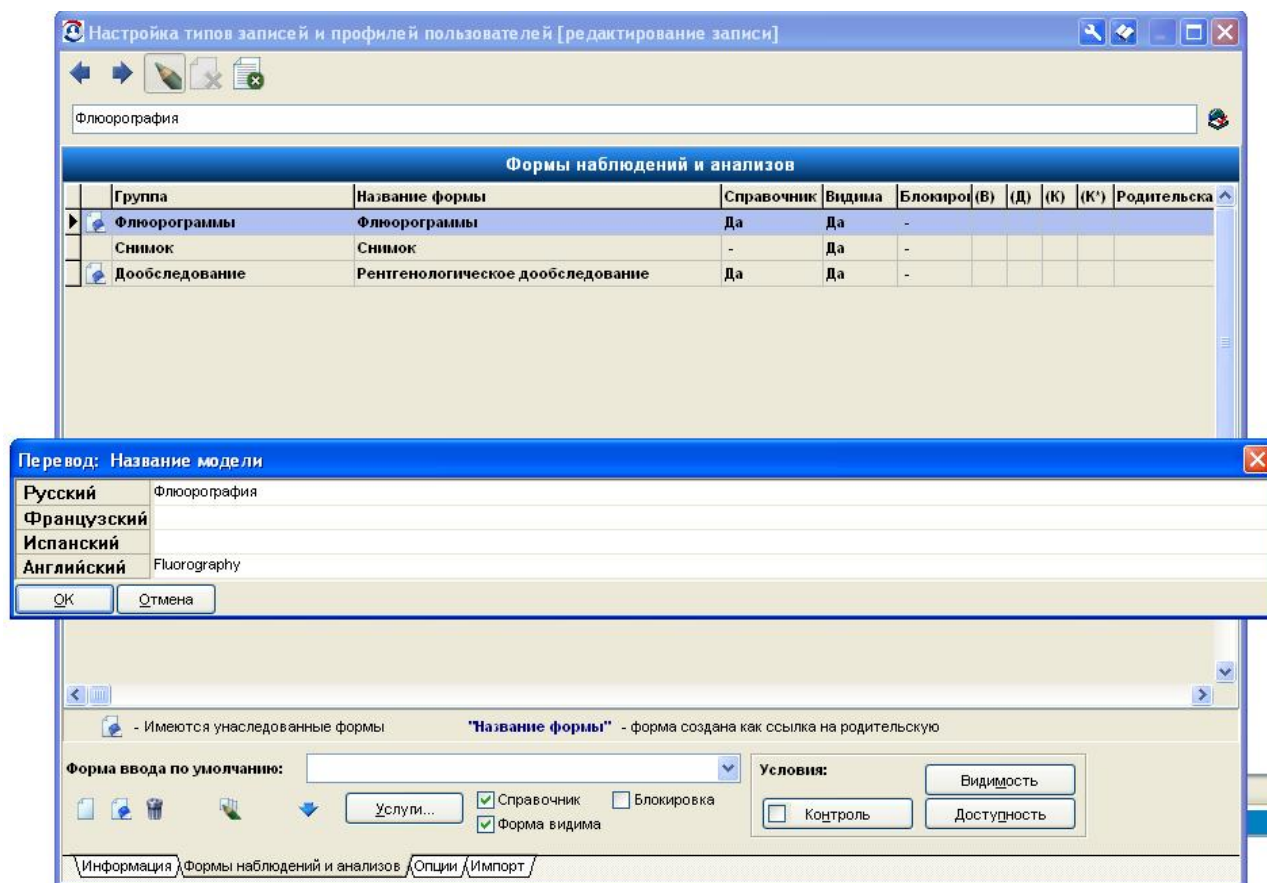 Настройка типов записей и профилей пользователей [редактирование записи]
Флюорография
Формы наблюдений и анализов
Группа Название формы Справочник Видима Блокиро (В) (Д) (К) (К*) Родительска
Флюорограммы Флюорограммы Да Да -
Снимок Снимок - Да -
Дообследование Рентгенологическое дообследование Да Да -
Перевод: Название модели
Русский Флюорография
Французский
Испанский
Английский Fluorography
OK Отмена
- Имеются унаследованные формы "Название формы" - форма создана как ссылка на родительскую
Форма ввода по умолчанию: Условия: Видимость
Услуги... Справочник Блокировка Контроль Доступность
Форма видима
Информация Формы наблюдений и анализов Опции Импорт